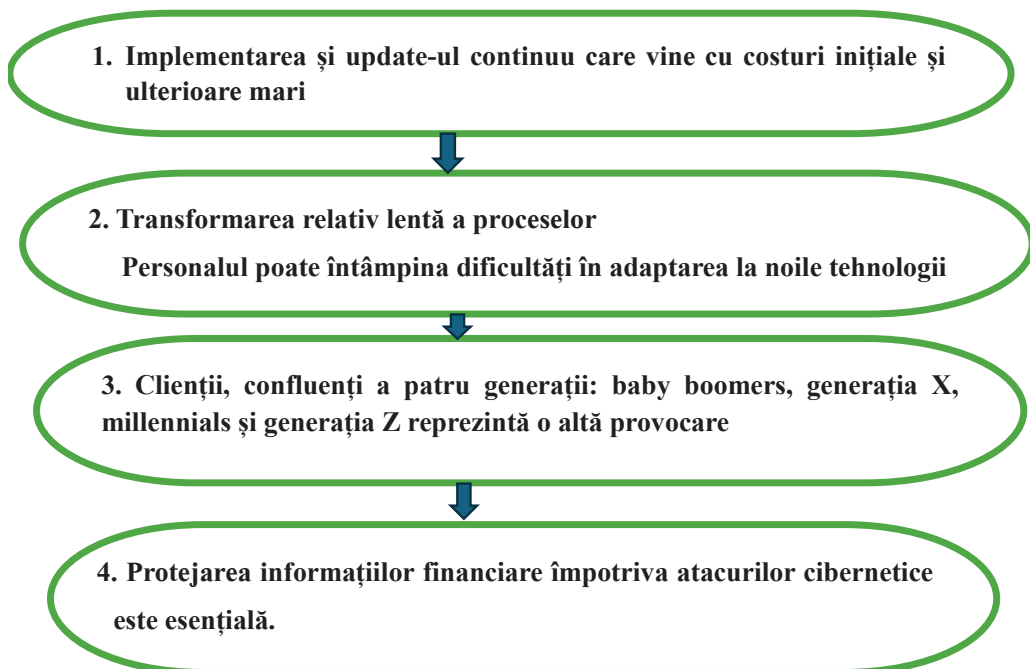 1. Implementarea și update-ul continuu care vine cu costuri inițiale și
ulterioare mari
2. Transformarea relativ lentă a proceselor
Personalul poate întâmpina dificultăți în adaptarea la noile tehnologii
3. Clienții, confluenți a patru generații: baby boomers, generația X,
millennials și generația Z reprezintă o altă provocare
4. Protejarea informațiilor financiare împotriva atacurilor cibernetice
este esențială.